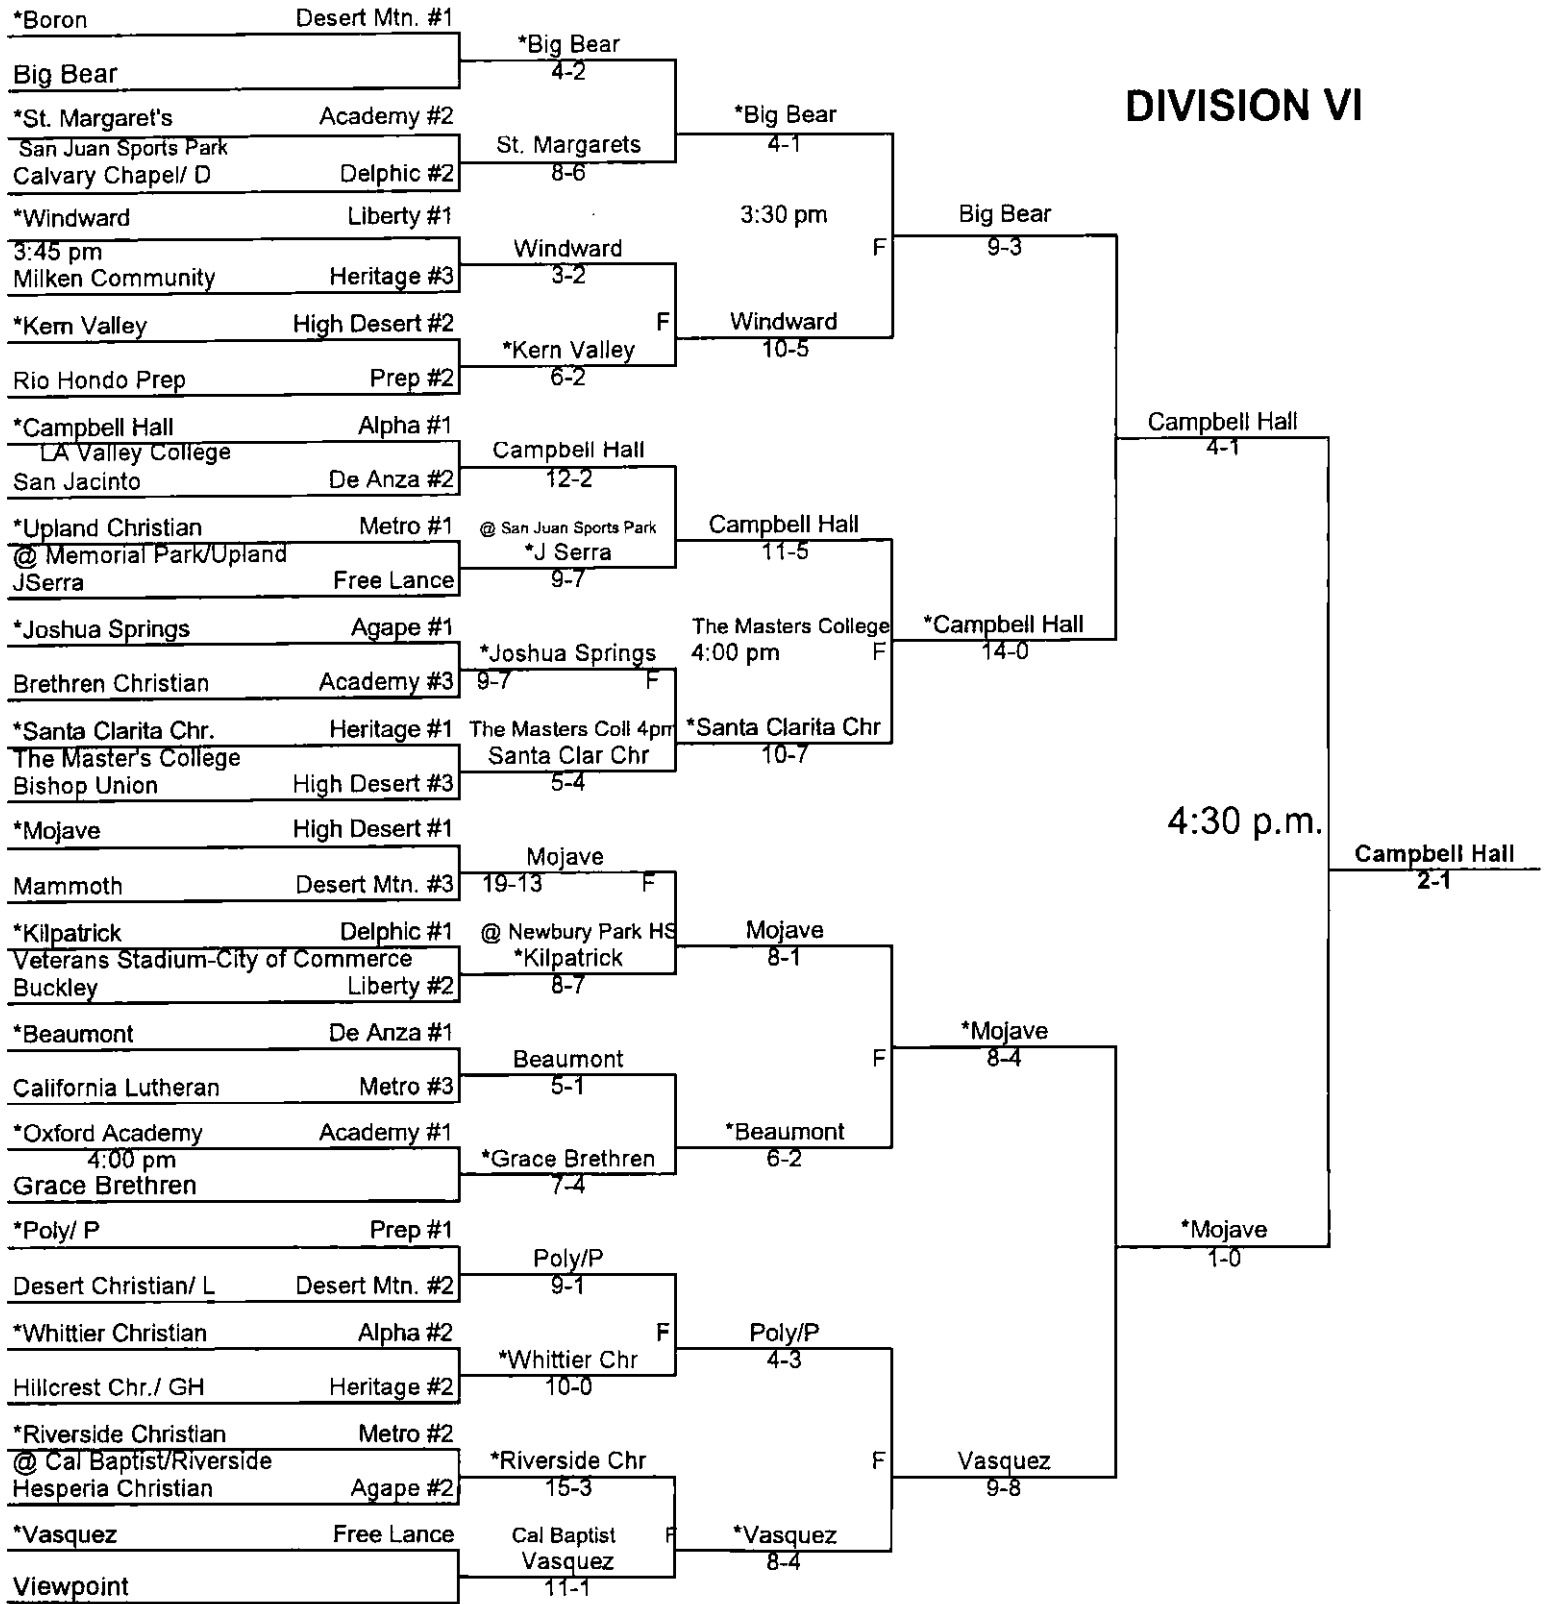 DIVISION VI
*Boron Desert Mtn. #1
Big Bear
*St. Margaret's Academy #2
San Juan Sports Park
Calvary Chapel/ D Delphic #2
*Windward Liberty #1
3:45 pm
Milken Community Heritage #3
*Kern Valley High Desert #2
Rio Hondo Prep Prep #2
*Campbell Hall Alpha #1
LA Valley College
San Jacinto De Anza #2
*Upland Christian Metro #1
@ Memorial Park/Upland
JSerra Free Lance
*Joshua Springs Agape #1
Brethren Christian Academy #3
*Santa Clarita Chr. Heritage #1
The Master's College
Bishop Union High Desert #3
*Mojave High Desert #1
Mammoth Desert Mtn. #3
*Kilpatrick Delphic #1
Veterans Stadium-City of Commerce
Buckley Liberty #2
*Beaumont De Anza #1
California Lutheran Metro #3
*Oxford Academy Academy #1
4:00 pm
Grace Brethren
*Poly/ P Prep #1
Desert Christian/ L Desert Mtn. #2
*Whittier Christian Alpha #2
Hillcrest Chr./ GH Heritage #2
*Riverside Christian Metro #2
@ Cal Baptist/Riverside
Hesperia Christian Agape #2
*Vasquez Free Lance
Viewpoint
*Big Bear
4-2
St. Margarets
8-6
Windward
3-2
F
*Kern Valley
6-2
Campbell Hall
12-2
@ San Juan Sports Park
*J Serra
9-7
*Joshua Springs
9-7 F
The Masters Coll 4pm
Santa Clar Chr
5-4
Mojave
19-13 F
@ Newbury Park HS
*Kilpatrick
8-7
Beaumont
5-1
*Grace Brethren
7-4
Poly/P
9-1
F
*Whittier Chr
10-0
*Riverside Chr
15-3
Cal Baptist F
Vasquez
11-1
*Big Bear
4-1
3:30 pm
F
Windward
10-5
Campbell Hall
11-5
The Masters College
4:00 pm F
*Santa Clarita Chr
10-7
Mojave
8-1
F
*Beaumont
6-2
Poly/P
4-3
F
*Vasquez
8-4
Big Bear
9-3
*Campbell Hall
14-0
*Mojave
8-4
Vasquez
9-8
Campbell Hall
4-1
4:30 p.m.
*Mojave
1-0
Campbell Hall
2-1